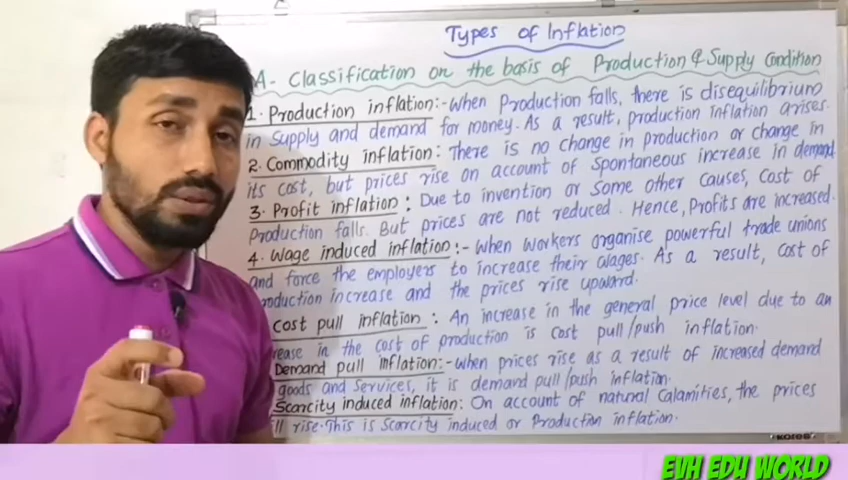 Types of Inflation
A- Classification on the basis of Production & Supply Condition
1. Production inflation:- When Production falls, there is disequilibrium
in Supply and demand for money. As a result, production inflation arises.
2. Commodity inflation: There is no change in production or change in
its cost, but prices rise on account of Spontaneous increase in demand
3. Profit inflation: Due to invention or Some other Causes, Cost of
Production falls. But prices are not reduced. Hence, Profits are increased.
4. Wage induced inflation:- When Workers organise powerful trade unions
and force the employers to increase their wages. As a result, cost of
oduction increase and the prices rise upward.
Cost pull inflation: An increase in the general price level due to an
rease in the cost of production is cost pull/push inflation.
Demand pull inflation:- When prices rise as a result of increased demand
goods and services, it is demand pull/push inflation.
Scarcity induced inflation: On account of natural Calamities, the prices
ll rise. This is Scarcity induced or Production inflation.
KOROS
EVH EDU WORLD